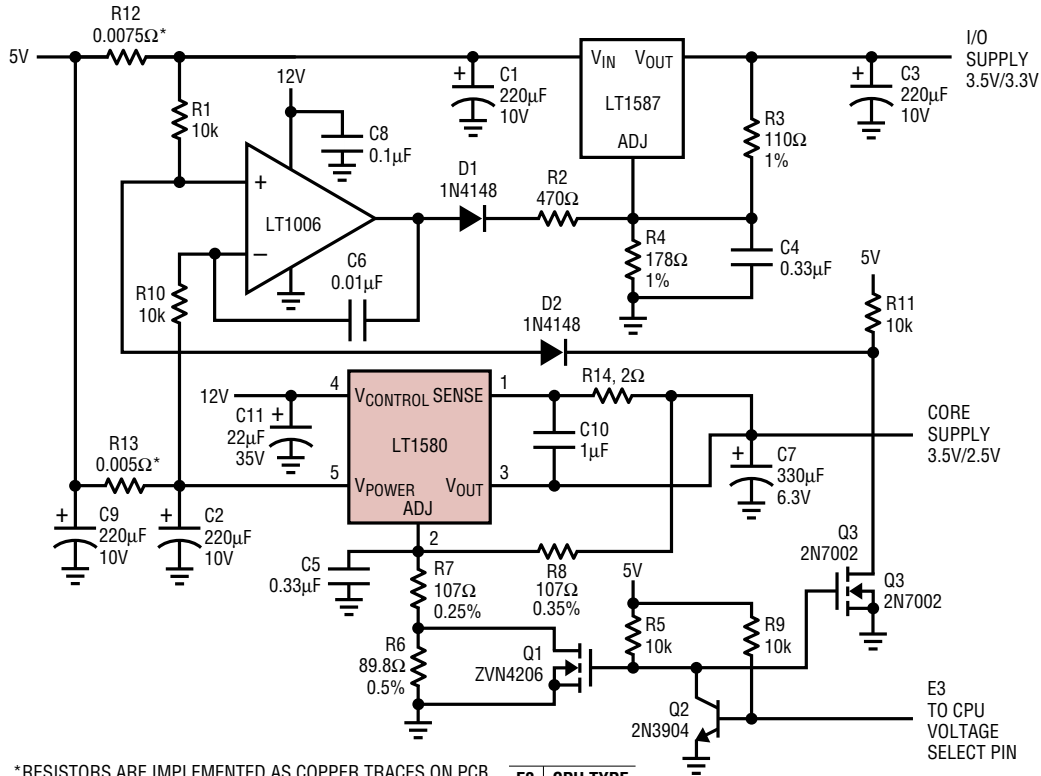 R12
0.0075Ω*
5V
12V
R1
10k
C8
0.1µF
+
C1
220µF
10V
VIN VOUT
LT1587
ADJ
+
C3
220µF
10V
I/O
SUPPLY
3.5V/3.3V
R3
110Ω
1%
+
LT1006
–
D1
1N4148
R2
470Ω
R4
178Ω
1%
C4
0.33µF
C6
0.01µF
R10
10k
D2
1N4148
5V
R11
10k
12V
C11
+
22µF
35V
4
VCONTROL SENSE
LT1580
VPOWER VOUT
ADJ
5
1
3
2
R14, 2Ω
C10
1µF
+
C7
330µF
6.3V
CORE
SUPPLY
3.5V/2.5V
R13
0.005Ω*
+
C9
220µF
10V
+
C2
220µF
10V
C5
0.33µF
R7
107Ω
0.25%
R8
107Ω
0.35%
R6
89.8Ω
0.5%
Q1
ZVN4206
5V
R5
10k
R9
10k
Q3
2N7002
Q3
2N7002
Q2
2N3904
E3
TO CPU
VOLTAGE
SELECT PIN
*RESISTORS ARE IMPLEMENTED AS COPPER TRACES ON PCB
E3 CPU TYPE